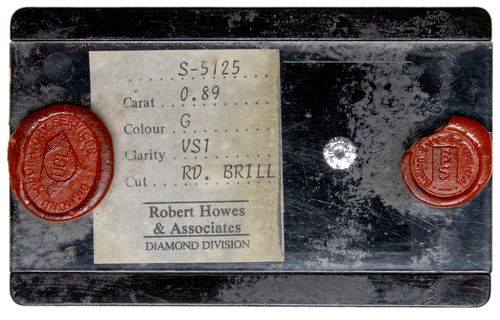 S-5125
Carat 0.89
Colour G
Clarity VS1
Cut RD. BRILL
Robert Howes
& Associates
DIAMOND DIVISION